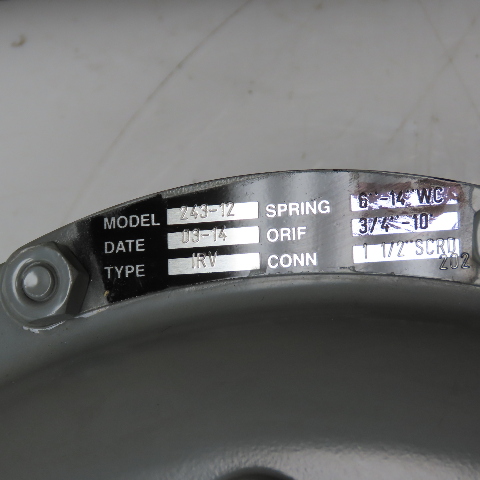 MODEL 243-12 SPRING 6"-14"WC
DATE 03-14 ORIF 3/4"-10°
TYPE IRV CONN 1 1/2"SCRD
202